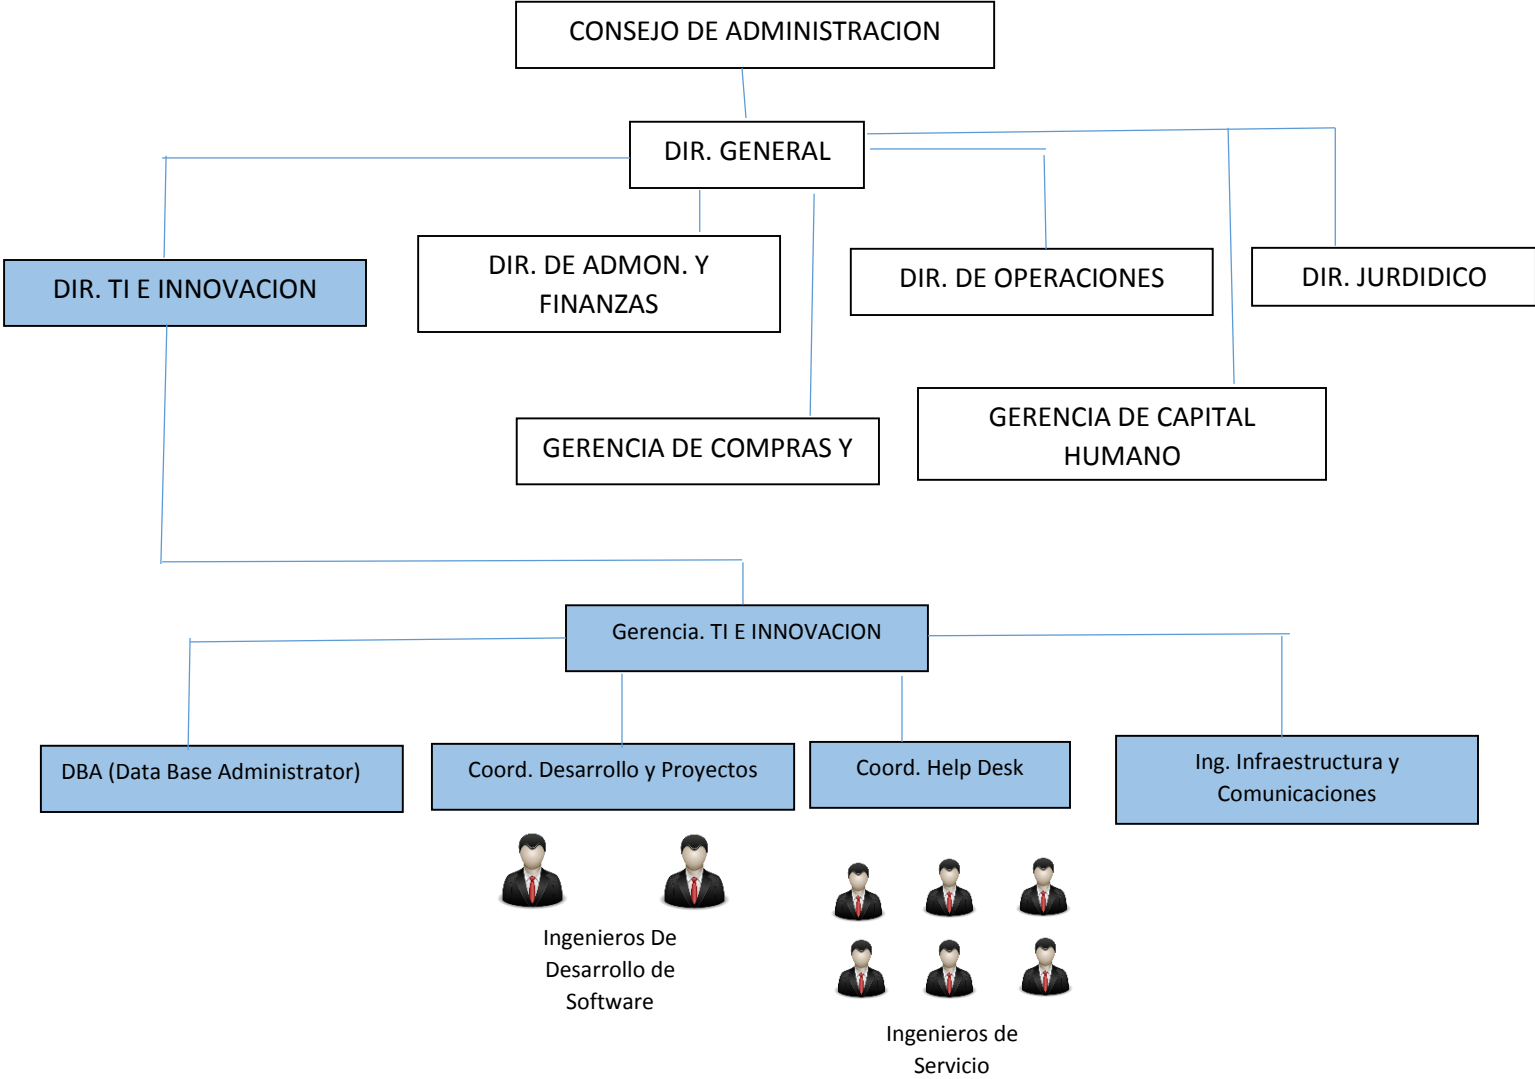 CONSEJO DE ADMINISTRACION
DIR. GENERAL
DIR. TI E INNOVACION
DIR. DE ADMON. Y
FINANZAS
DIR. DE OPERACIONES
DIR. JURDIDICO
GERENCIA DE COMPRAS Y
GERENCIA DE CAPITAL
HUMANO
Gerencia. TI E INNOVACION
DBA (Data Base Administrator)
Coord. Desarrollo y Proyectos
Coord. Help Desk
Ing. Infraestructura y
Comunicaciones
Ingenieros De
Desarrollo de
Software
Ingenieros de
Servicio